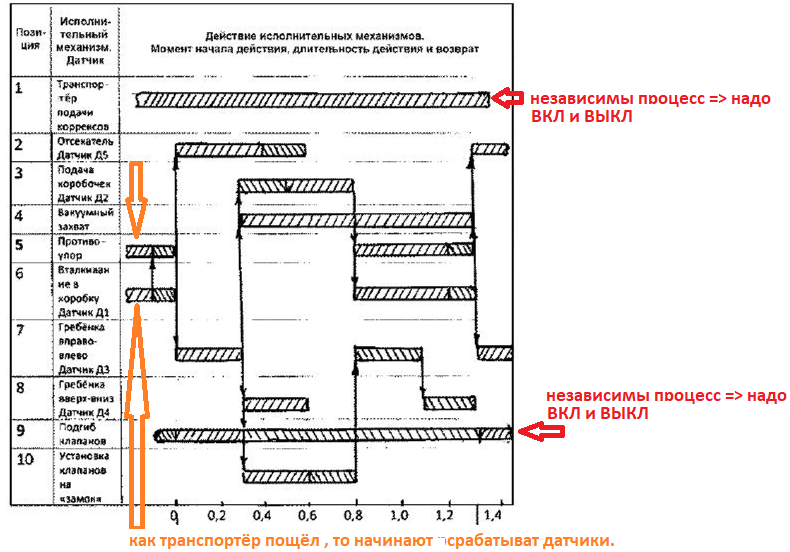 Пози-
ция
Исполни-
тельный
механизм.
Датчик
Действие исполнительных механизмов.
Момент начала действия, длительность действия и возврат
1
Транспор-
тёр
подачи
коррексов
независимы процесс => надо
ВКЛ и ВЫКЛ
2
Отсекатель
Датчик Д5
3
Подача
коробочек
Датчик Д2
4
Вакуумный
захват
5
Противо-
упор
6
Вталкиван
ие в
коробку
Датчик Д1
7
Гребёнка
вправо-
влево
Датчик Д3
8
Гребёнка
вверх-вниз
Датчик Д4
независимы процесс => надо
ВКЛ и ВЫКЛ
9
Подгиб
клапанов
10
Установка
клапанов
на
«замок»
0 0,2 0,4 0,6 0,8 1,0 1,2 1,4
как транспортёр пощёл , то начинают осрабатыват датчики.